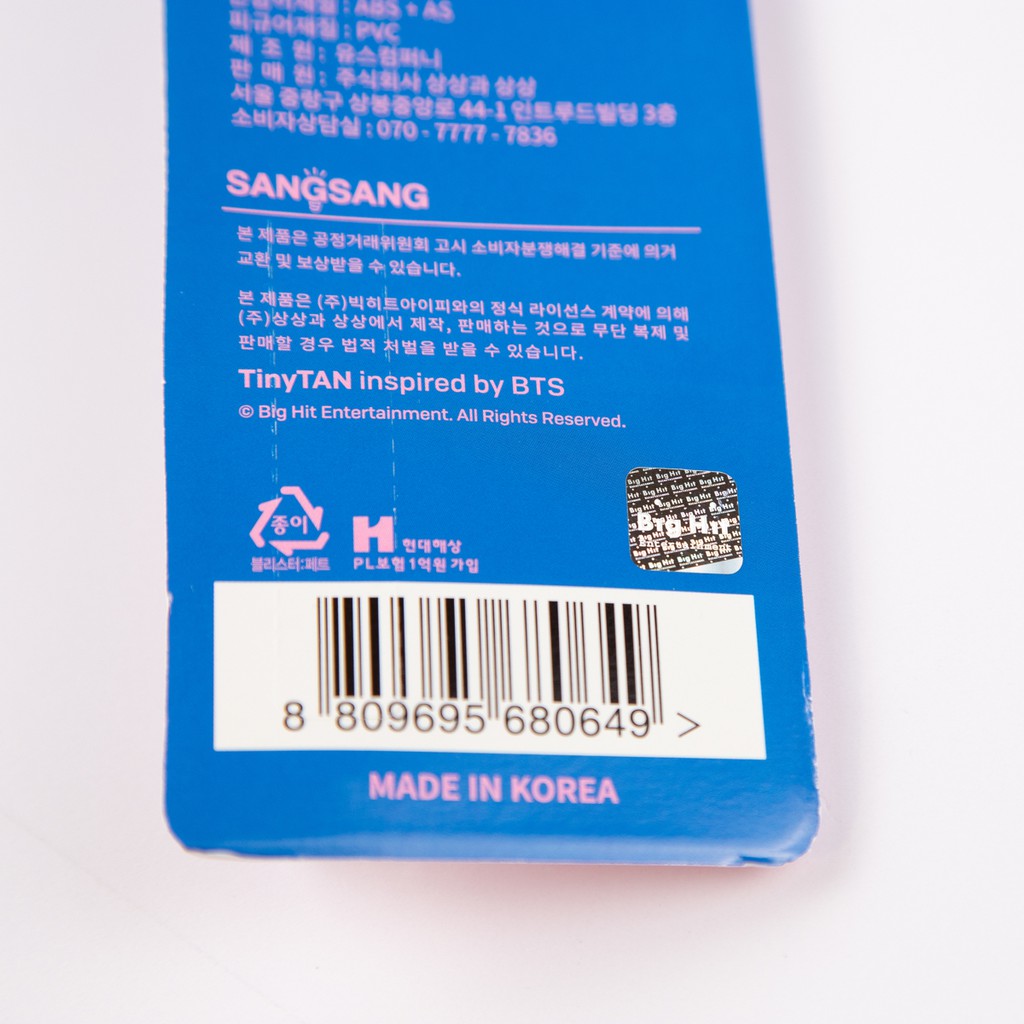 ABS + AS
피규어재질 : PVC
제 조 원 : 유스컴퍼니
판 매 원 : 주식회사 상상과 상상
서울 중랑구 상봉중앙로 44-1 인트루드빌딩 3층
소비자상담실 : 070 - 7777 - 7836
SANGSANG
본 제품은 공정거래위원회 고시 소비자분쟁해결 기준에 의거
교환 및 보상받을 수 있습니다.
본 제품은 (주)빅히트아이피와의 정식 라이선스 계약에 의해
(주)상상과 상상에서 제작, 판매하는 것으로 무단 복제 및
판매할 경우 법적 처벌을 받을 수 있습니다.
TinyTAN inspired by BTS
© Big Hit Entertainment. All Rights Reserved.
종이
블리스터:페트
H 현대해상
PL보험 1억원 가입
Big Hit
8 809695 680649 >
MADE IN KOREA